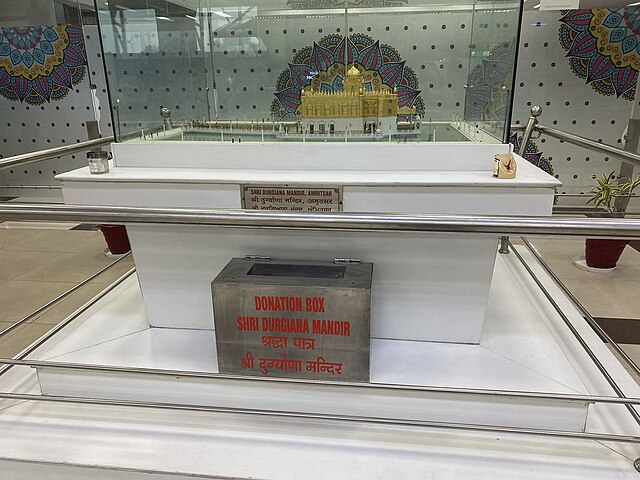 SHRI DURGIANA MANDIR, AMRITSAR
श्री दुर्ग्याणा मन्दिर, अमृतसर
DONATION BOX
SHRI DURGIANA MANDIR
श्रद्धा पात्र
श्री दुर्ग्याणा मन्दिर